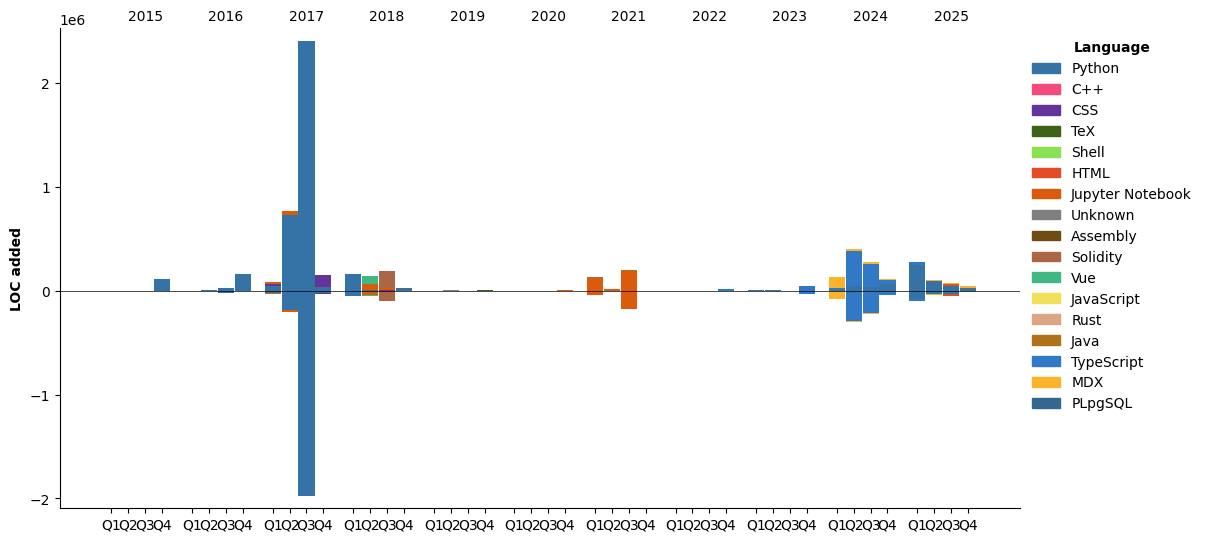 2015 2016 2017 2018 2019 2020 2021 2022 2023 2024 2025
1e6
Language
Python
C++
CSS
TeX
Shell
HTML
Jupyter Notebook
Unknown
Assembly
Solidity
Vue
JavaScript
Rust
Java
TypeScript
MDX
PLpgSQL
LOC added
2
1
0
−1
−2
Q1Q2Q3Q4 Q1Q2Q3Q4 Q1Q2Q3Q4 Q1Q2Q3Q4 Q1Q2Q3Q4 Q1Q2Q3Q4 Q1Q2Q3Q4 Q1Q2Q3Q4 Q1Q2Q3Q4 Q1Q2Q3Q4 Q1Q2Q3Q4